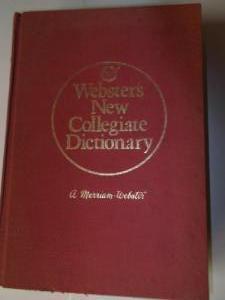 Webster's
New
Collegiate
Dictionary
A Merriam-Webster